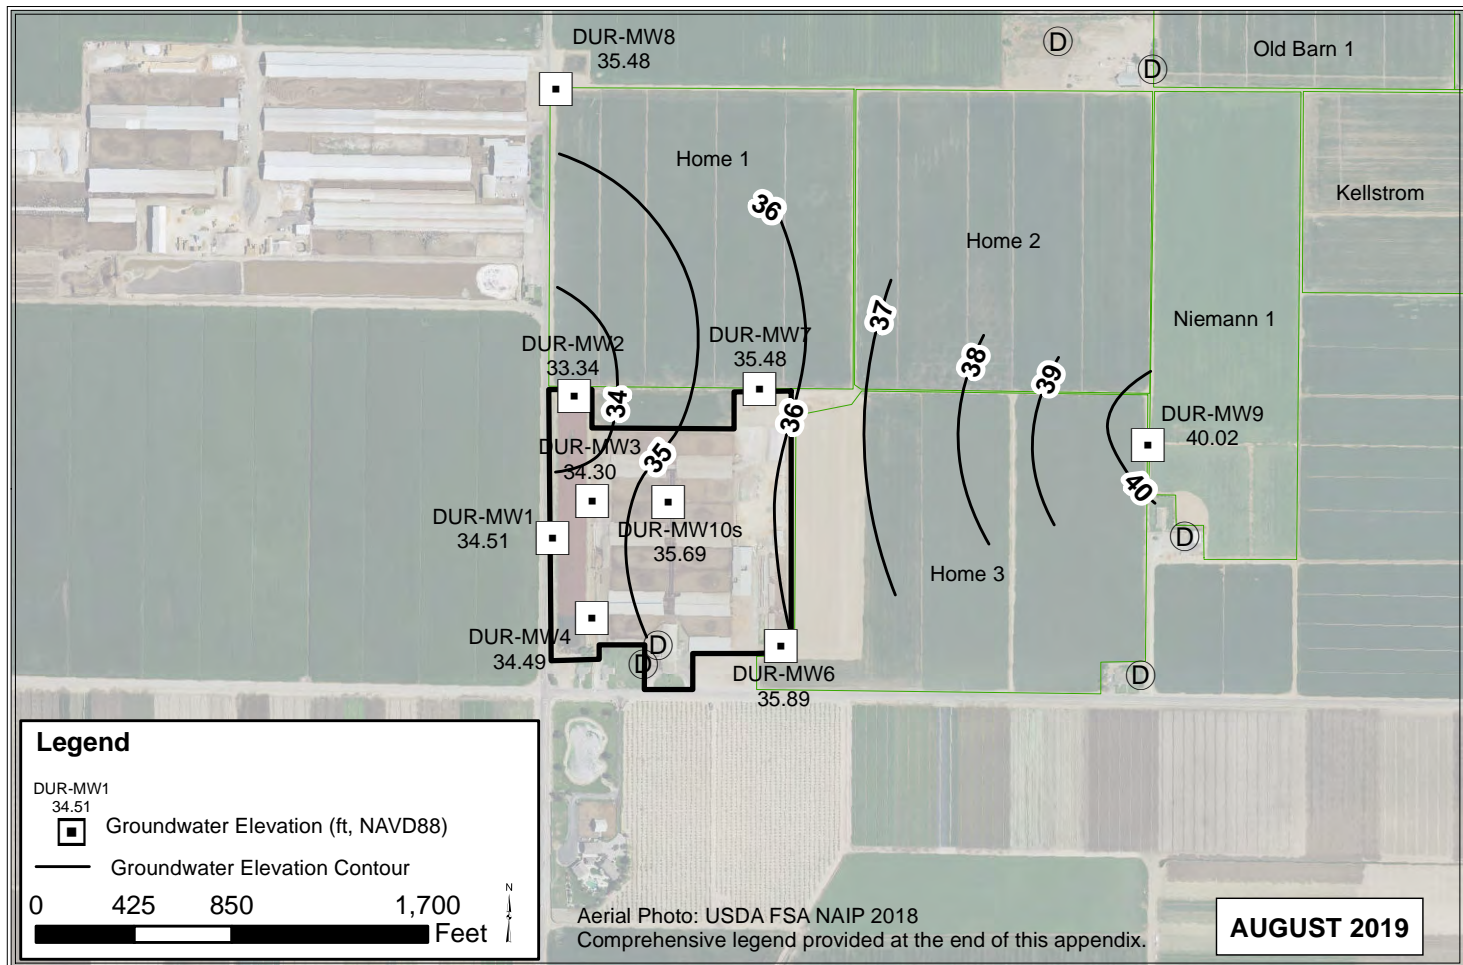 DUR-MW8
35.48
D
D
Old Barn 1
Home 1
Kellstrom
36
Home 2
37
Niemann 1
DUR-MW2
33.34
DUR-MW7
35.48
38
39
34
36
DUR-MW9
40.02
DUR-MW3
34.30
35
40
DUR-MW1
34.51
DUR-MW10s
35.69
D
Home 3
DUR-MW4
34.49
D
D
DUR-MW6
35.89
D
Legend
DUR-MW1
34.51
Groundwater Elevation (ft, NAVD88)
Groundwater Elevation Contour
N
0 425 850 1,700
Feet
Aerial Photo: USDA FSA NAIP 2018
Comprehensive legend provided at the end of this appendix.
AUGUST 2019